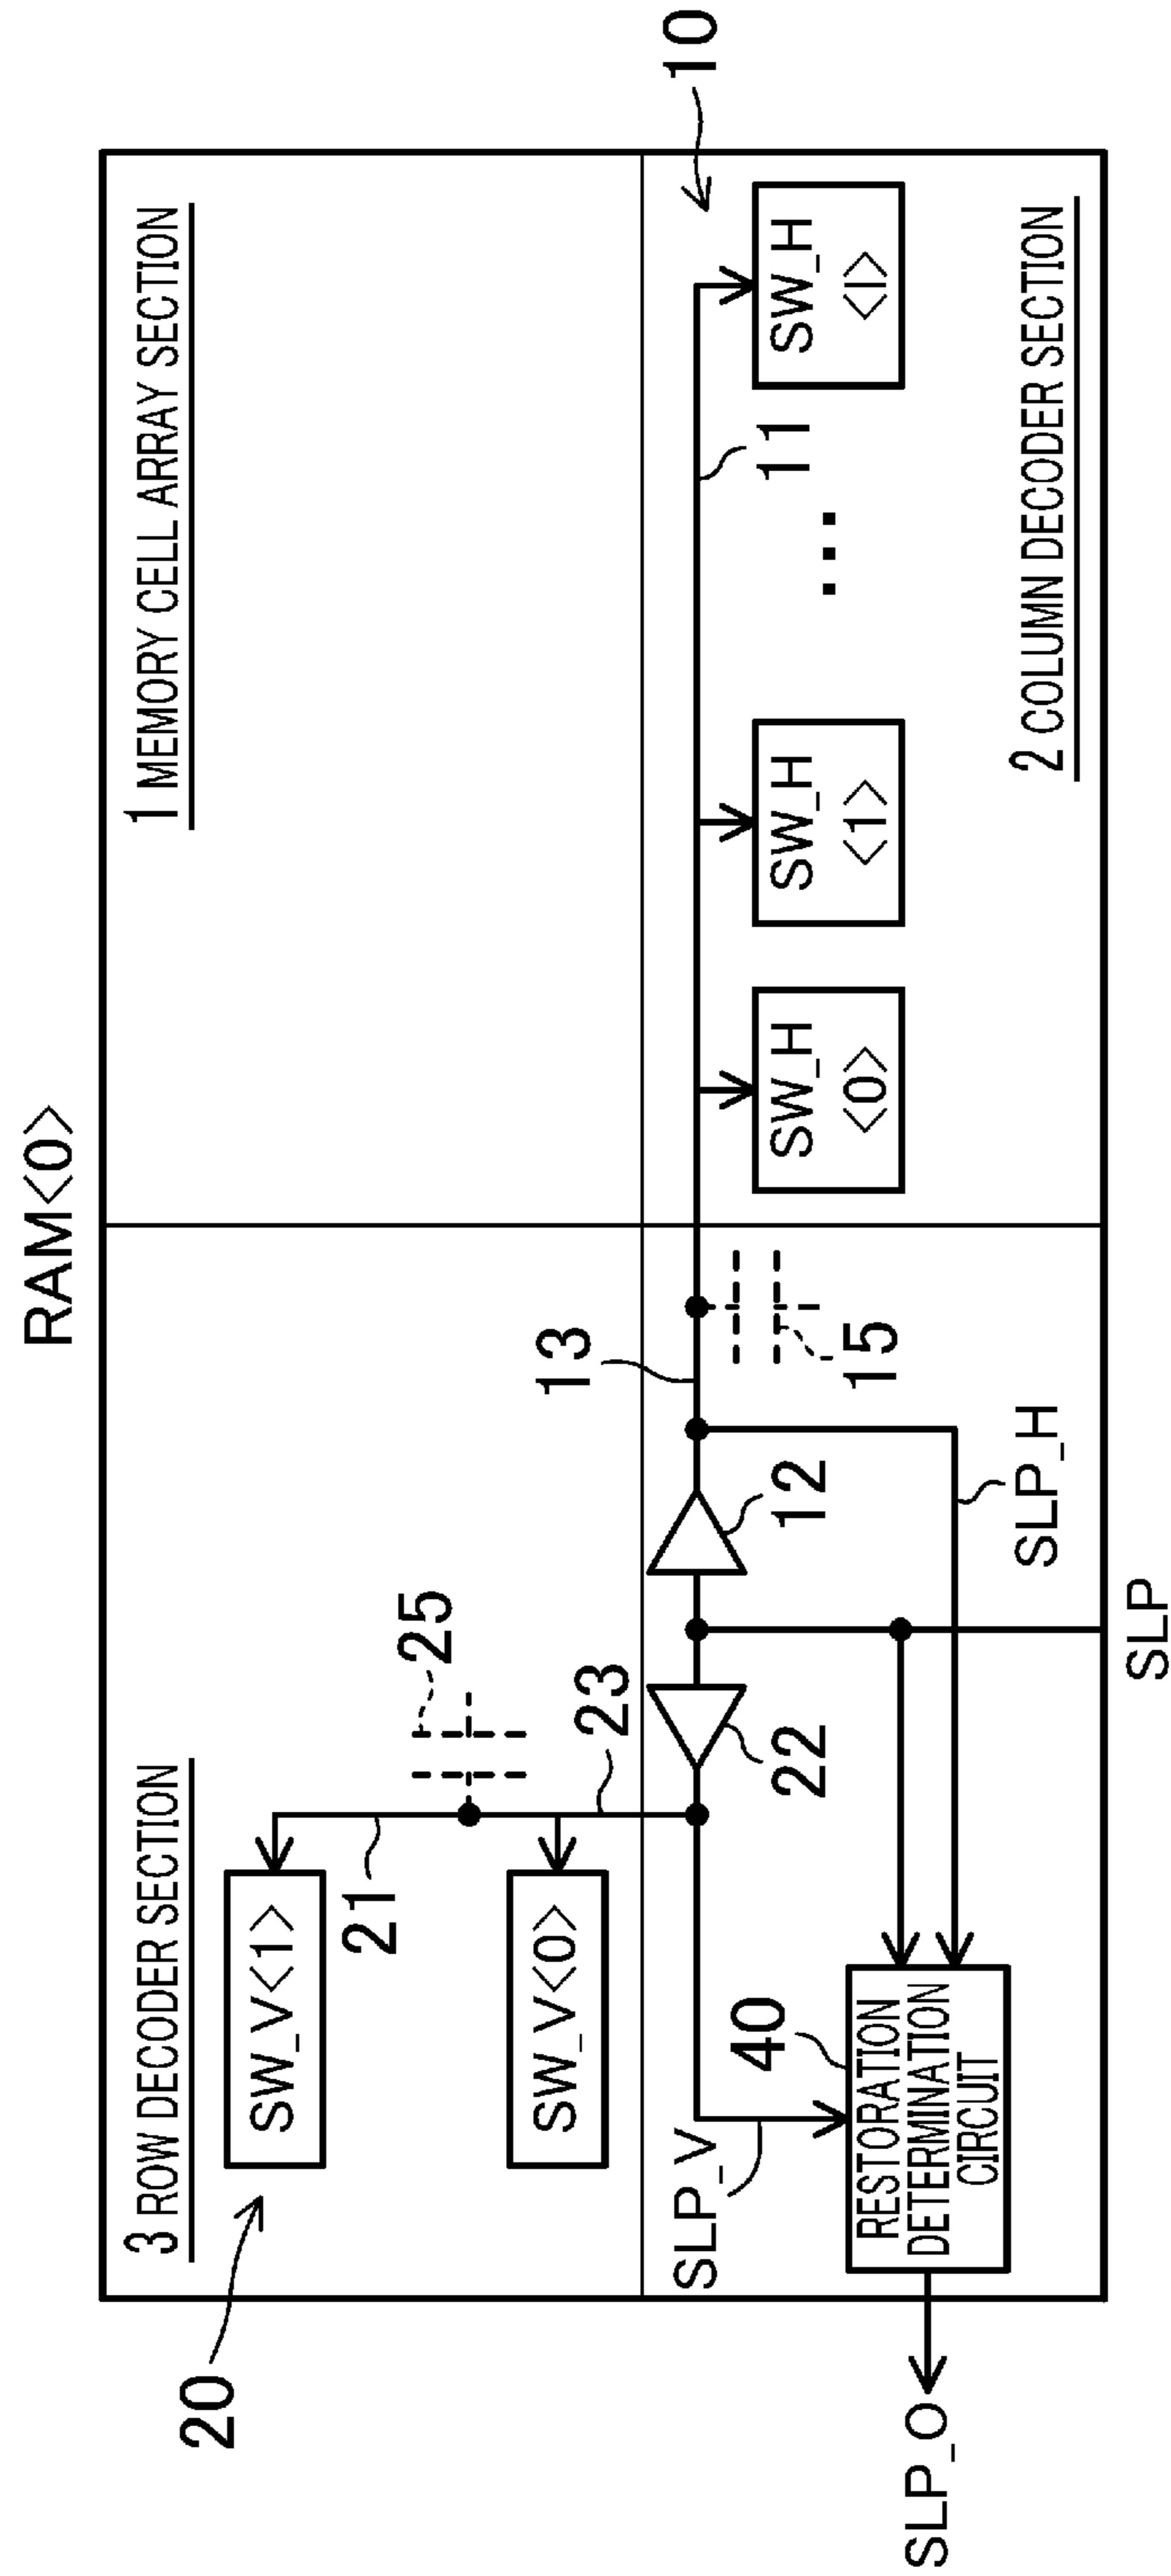 RAM<0>
3 ROW DECODER SECTION
1 MEMORY CELL ARRAY SECTION
20
SW_V<1>
21
25
SW_V<0>
23
13
10
SLP_V
22
12
15
11
SW_H
<0>
SW_H
<1>
...
SW_H
<I>
40
RESTORATION
DETERMINATION
CIRCUIT
SLP_H
2 COLUMN DECODER SECTION
SLP_O
SLP